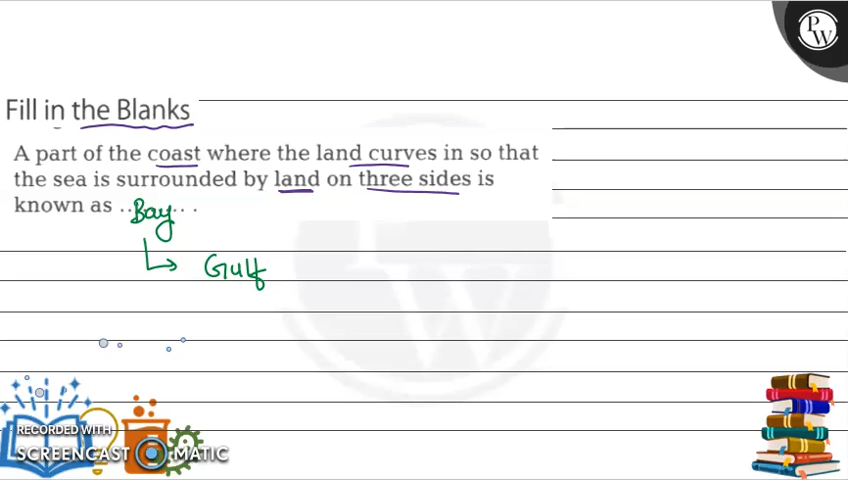 PW
Fill in the Blanks
A part of the coast where the land curves in so that
the sea is surrounded by land on three sides is
known as ..Bay.. .
Gulf
RECORDED WITH
SCREENCAST MATIC